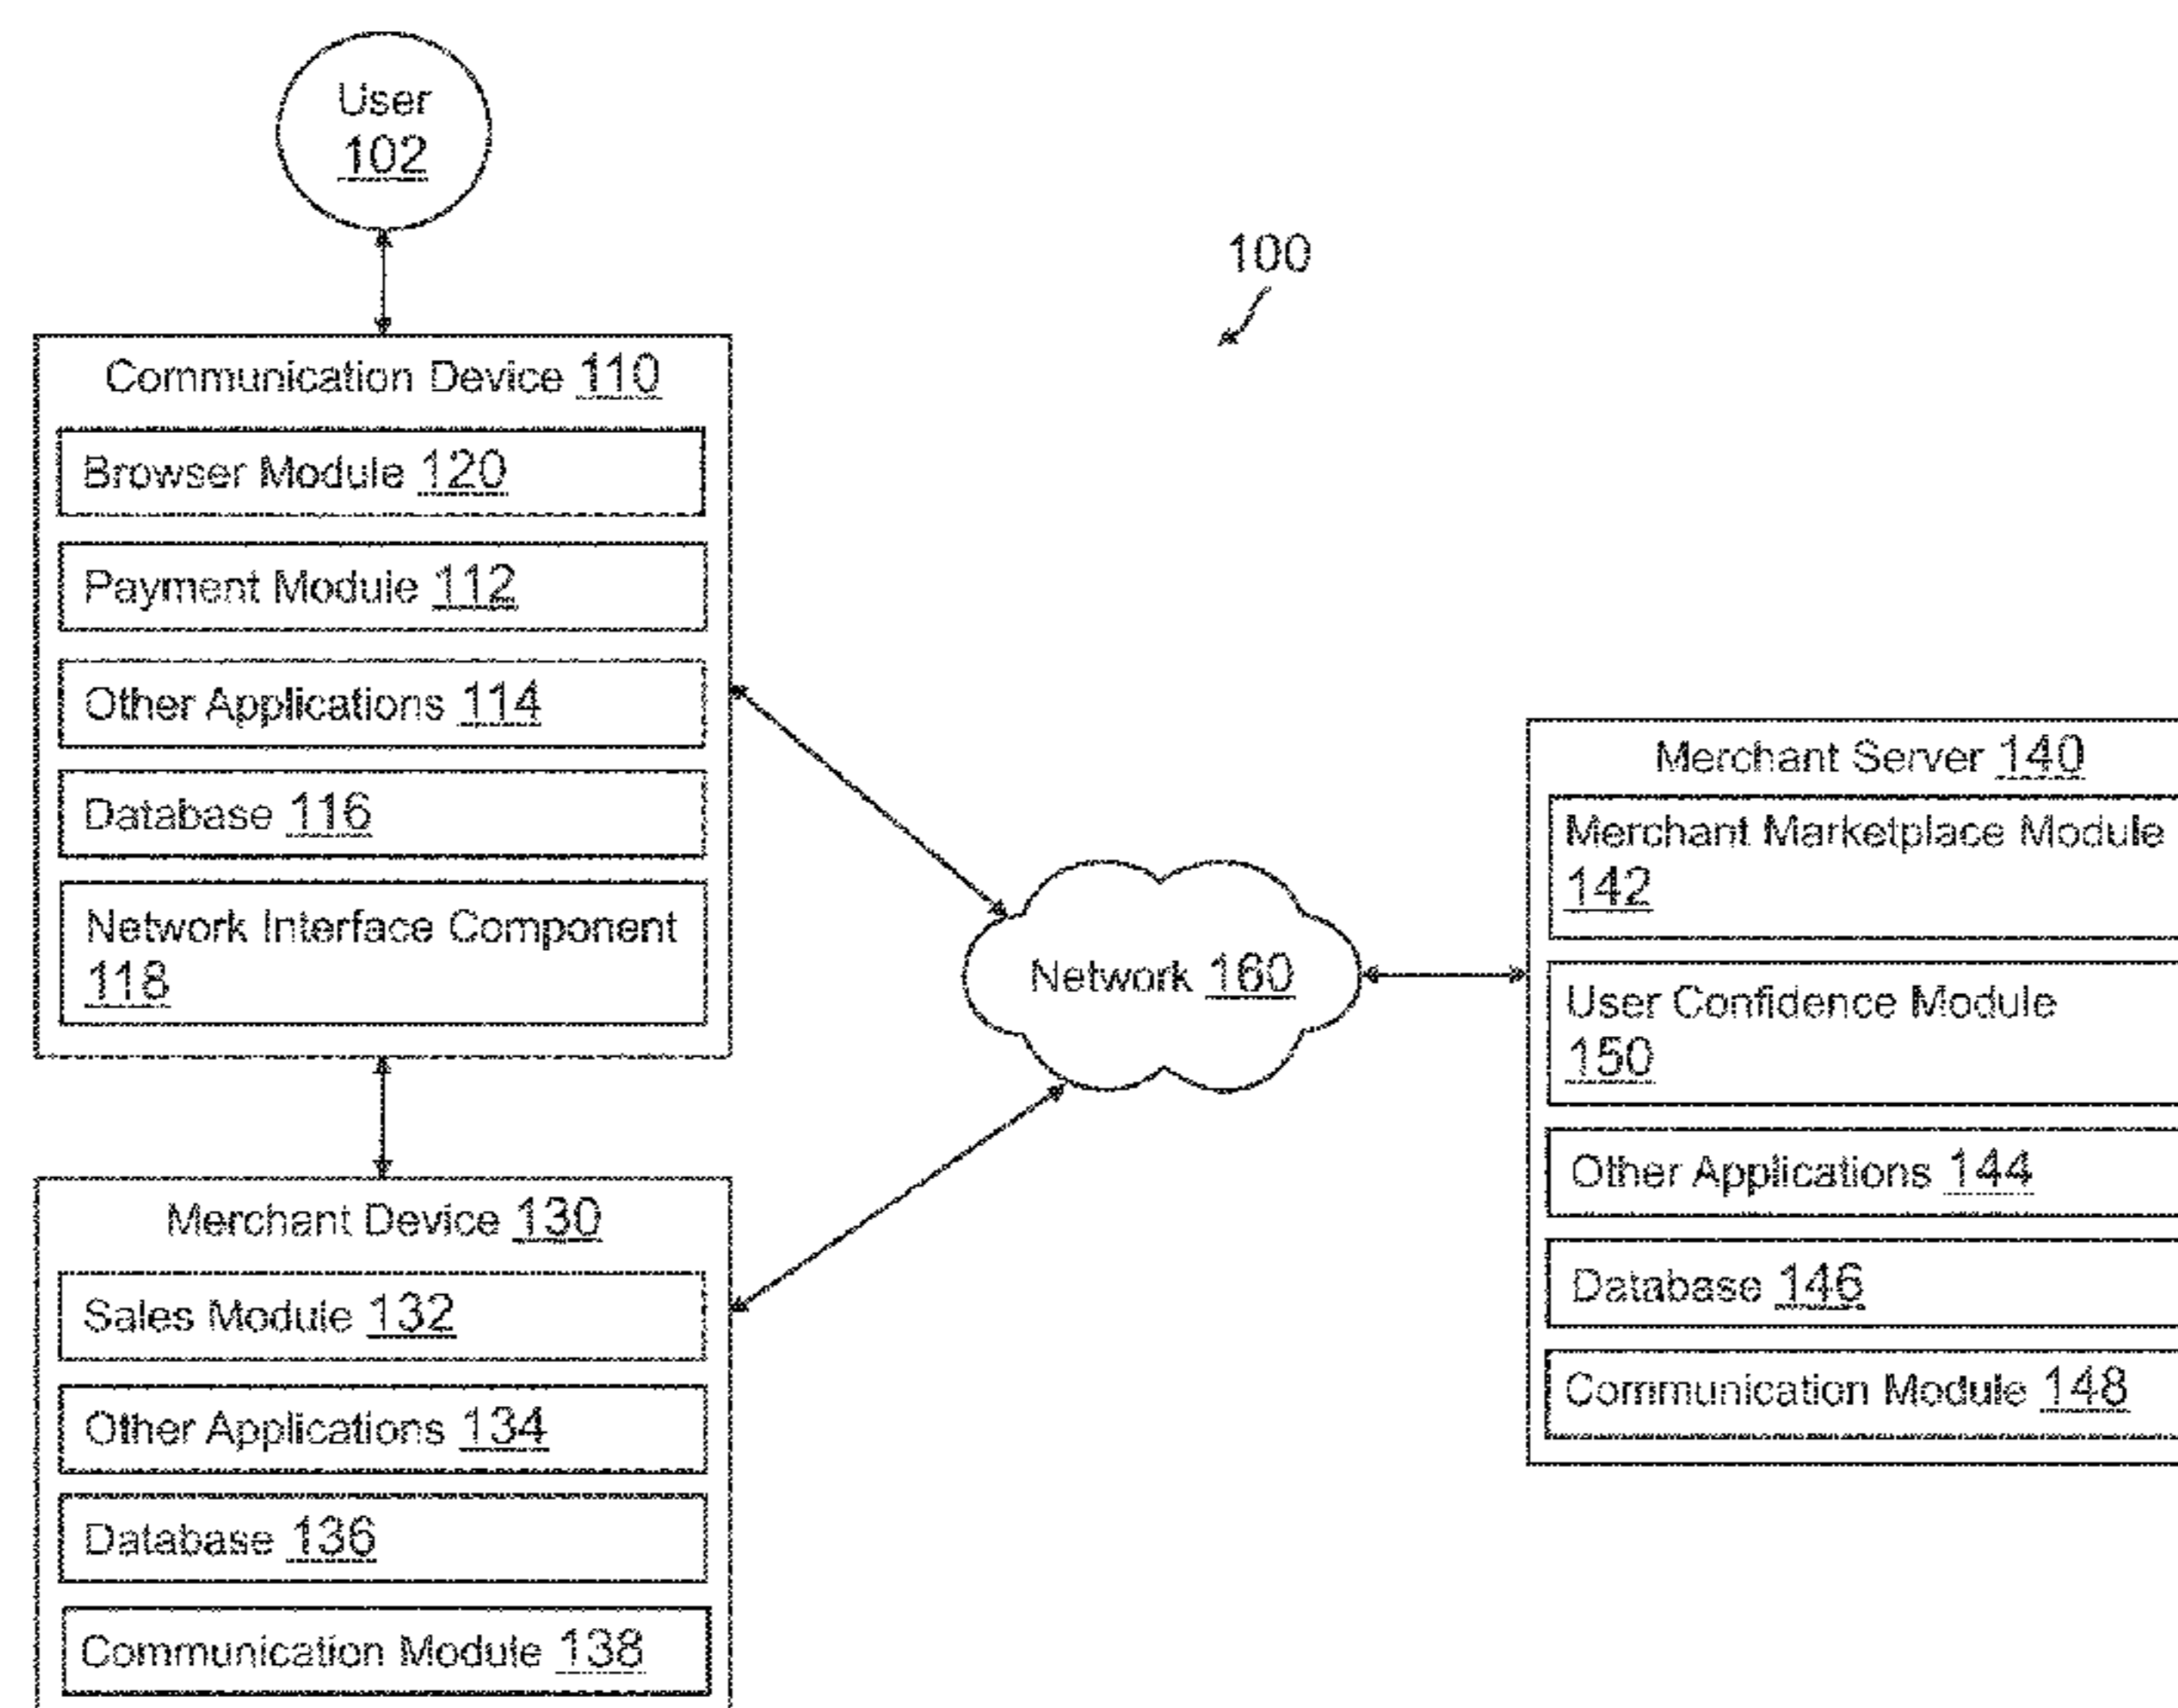 User
102
100
Communication Device 110
Browser Module 120
Payment Module 112
Other Applications 114
Database 116
Network Interface Component
118
Merchant Device 130
Sales Module 132
Other Applications 134
Database 136
Communication Module 138
Network 160
Merchant Server 140
Merchant Marketplace Module
142
User Confidence Module
150
Other Applications 144
Database 146
Communication Module 148